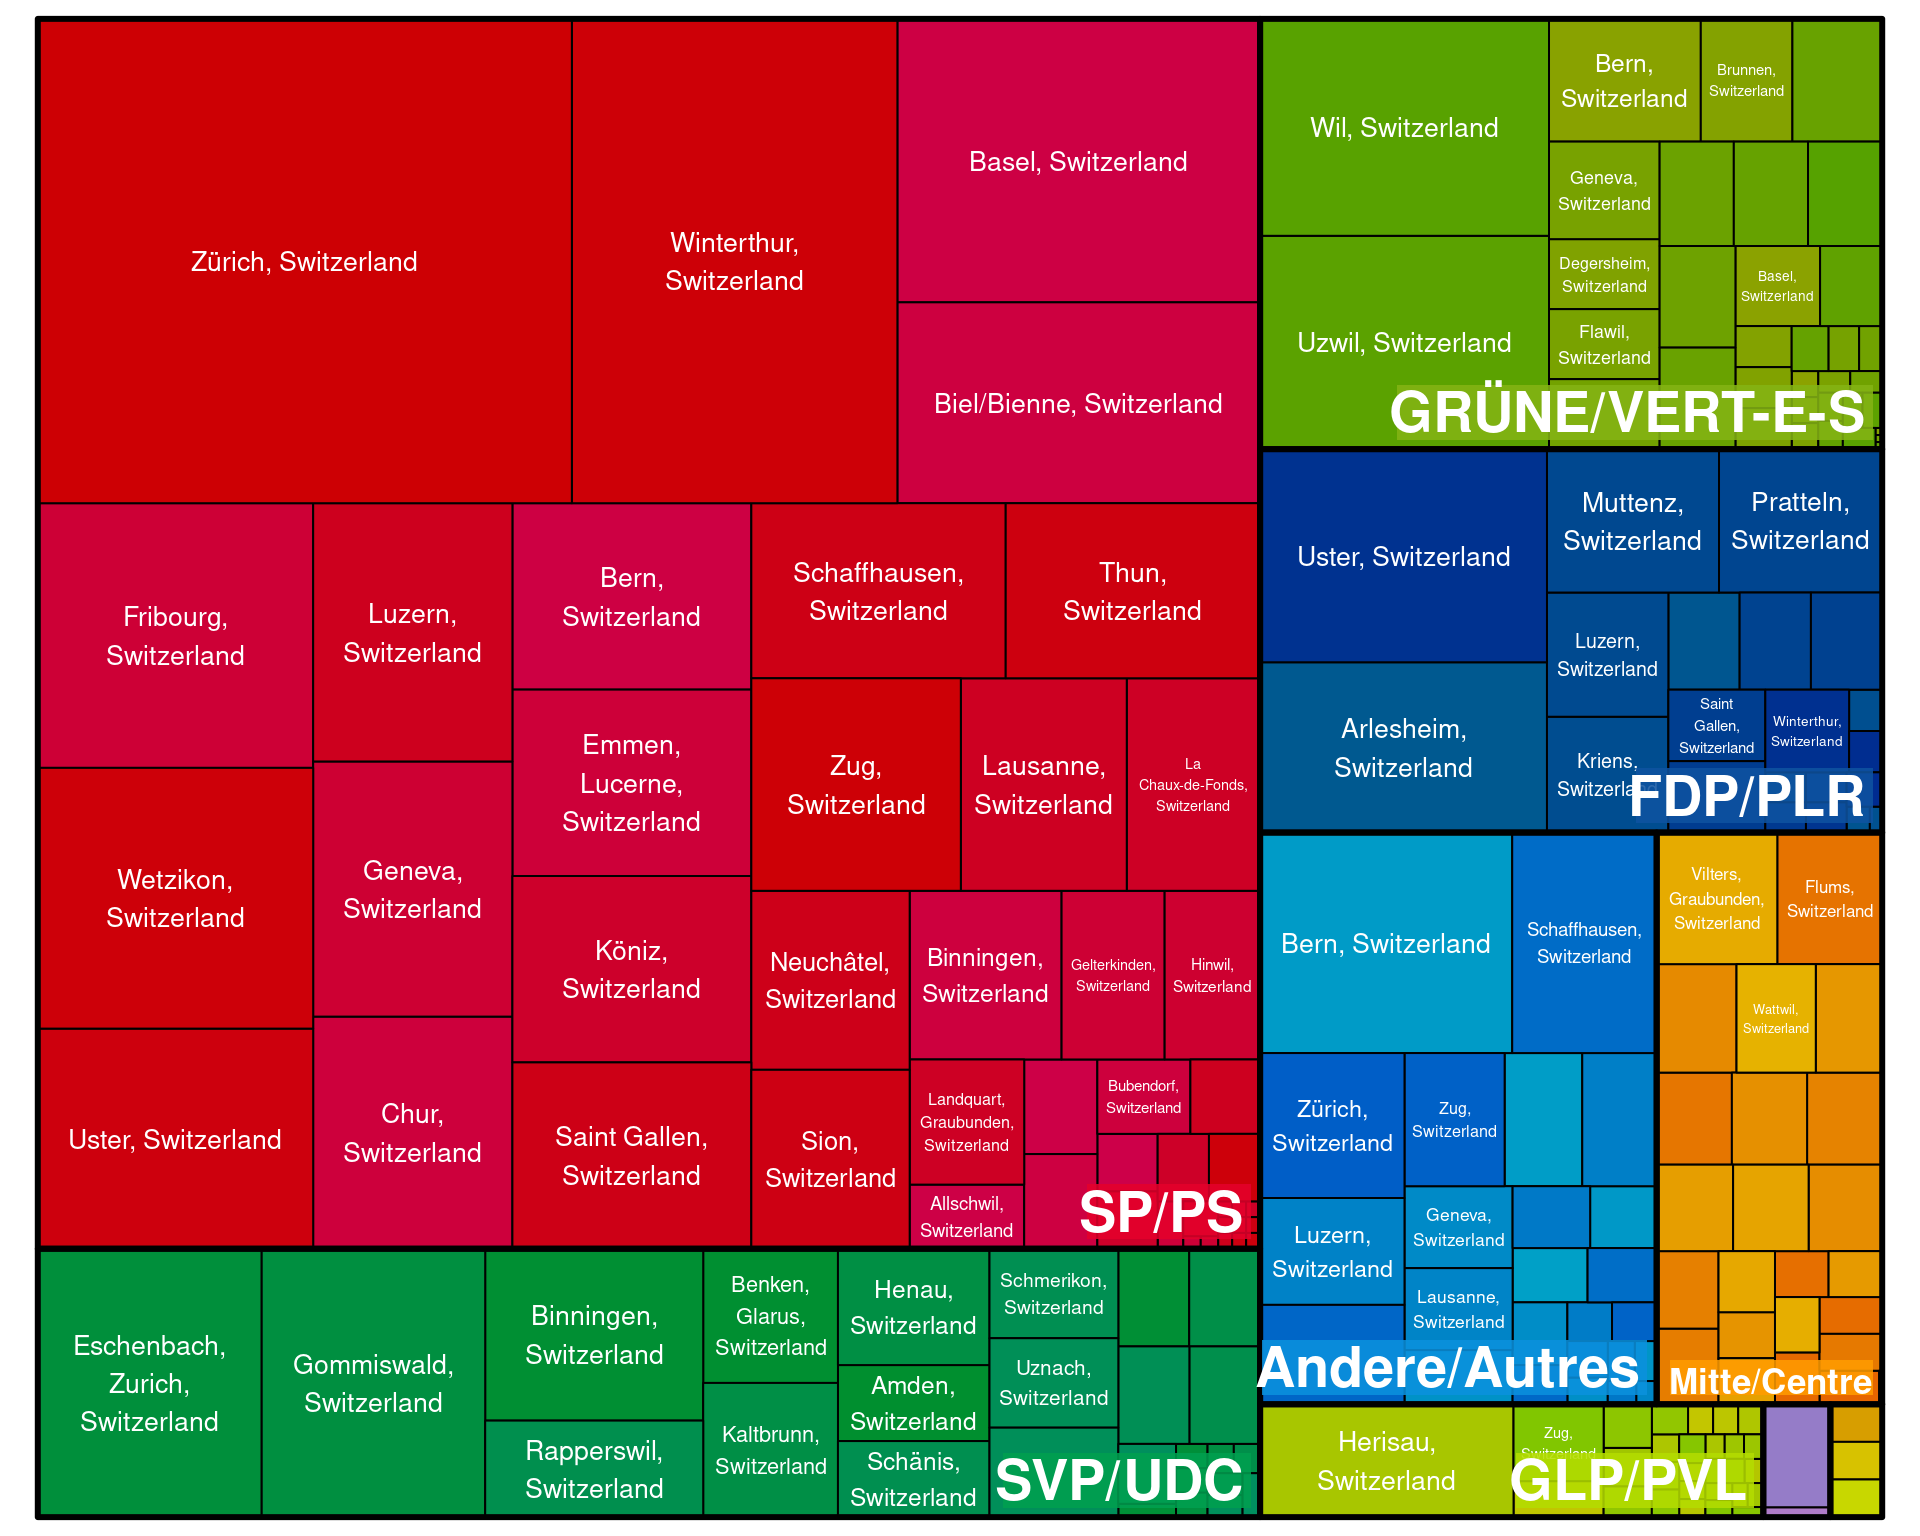 Zürich, Switzerland
Winterthur,
Switzerland
Basel, Switzerland
Biel/Bienne, Switzerland
Fribourg,
Switzerland
Luzern,
Switzerland
Bern,
Switzerland
Schaffhausen,
Switzerland
Thun,
Switzerland
Emmen,
Lucerne,
Switzerland
Zug,
Switzerland
Lausanne,
Switzerland
La
Chaux-de-Fonds,
Switzerland
Wetzikon,
Switzerland
Geneva,
Switzerland
Köniz,
Switzerland
Neuchâtel,
Switzerland
Binningen,
Switzerland
Gelterkinden,
Switzerland
Hinwil,
Switzerland
Uster, Switzerland
Chur,
Switzerland
Saint Gallen,
Switzerland
Sion,
Switzerland
Landquart,
Graubunden,
Switzerland
Bubendorf,
Switzerland
Allschwil,
Switzerland
SP/PS
Eschenbach,
Zurich,
Switzerland
Gommiswald,
Switzerland
Binningen,
Switzerland
Rapperswil,
Switzerland
Benken,
Glarus,
Switzerland
Kaltbrunn,
Switzerland
Henau,
Switzerland
Amden,
Switzerland
Schänis,
Switzerland
Schmerikon,
Switzerland
Uznach,
Switzerland
SVP/UDC
Wil, Switzerland
Uzwil, Switzerland
Bern,
Switzerland
Brunnen,
Switzerland
Geneva,
Switzerland
Degersheim,
Switzerland
Basel,
Switzerland
Flawil,
Switzerland
GRÜNE/VERT-E-S
Uster, Switzerland
Arlesheim,
Switzerland
Muttenz,
Switzerland
Pratteln,
Switzerland
Luzern,
Switzerland
Saint
Gallen,
Switzerland
Winterthur,
Switzerland
Kriens,
Switzerland
FDP/PLR
Bern, Switzerland
Schaffhausen,
Switzerland
Zürich,
Switzerland
Zug,
Switzerland
Luzern,
Switzerland
Geneva,
Switzerland
Lausanne,
Switzerland
Andere/Autres
Vilters,
Graubunden,
Switzerland
Flums,
Switzerland
Wattwil,
Switzerland
Mitte/Centre
Herisau,
Switzerland
Zug,
Switzerland
GLP/PVL